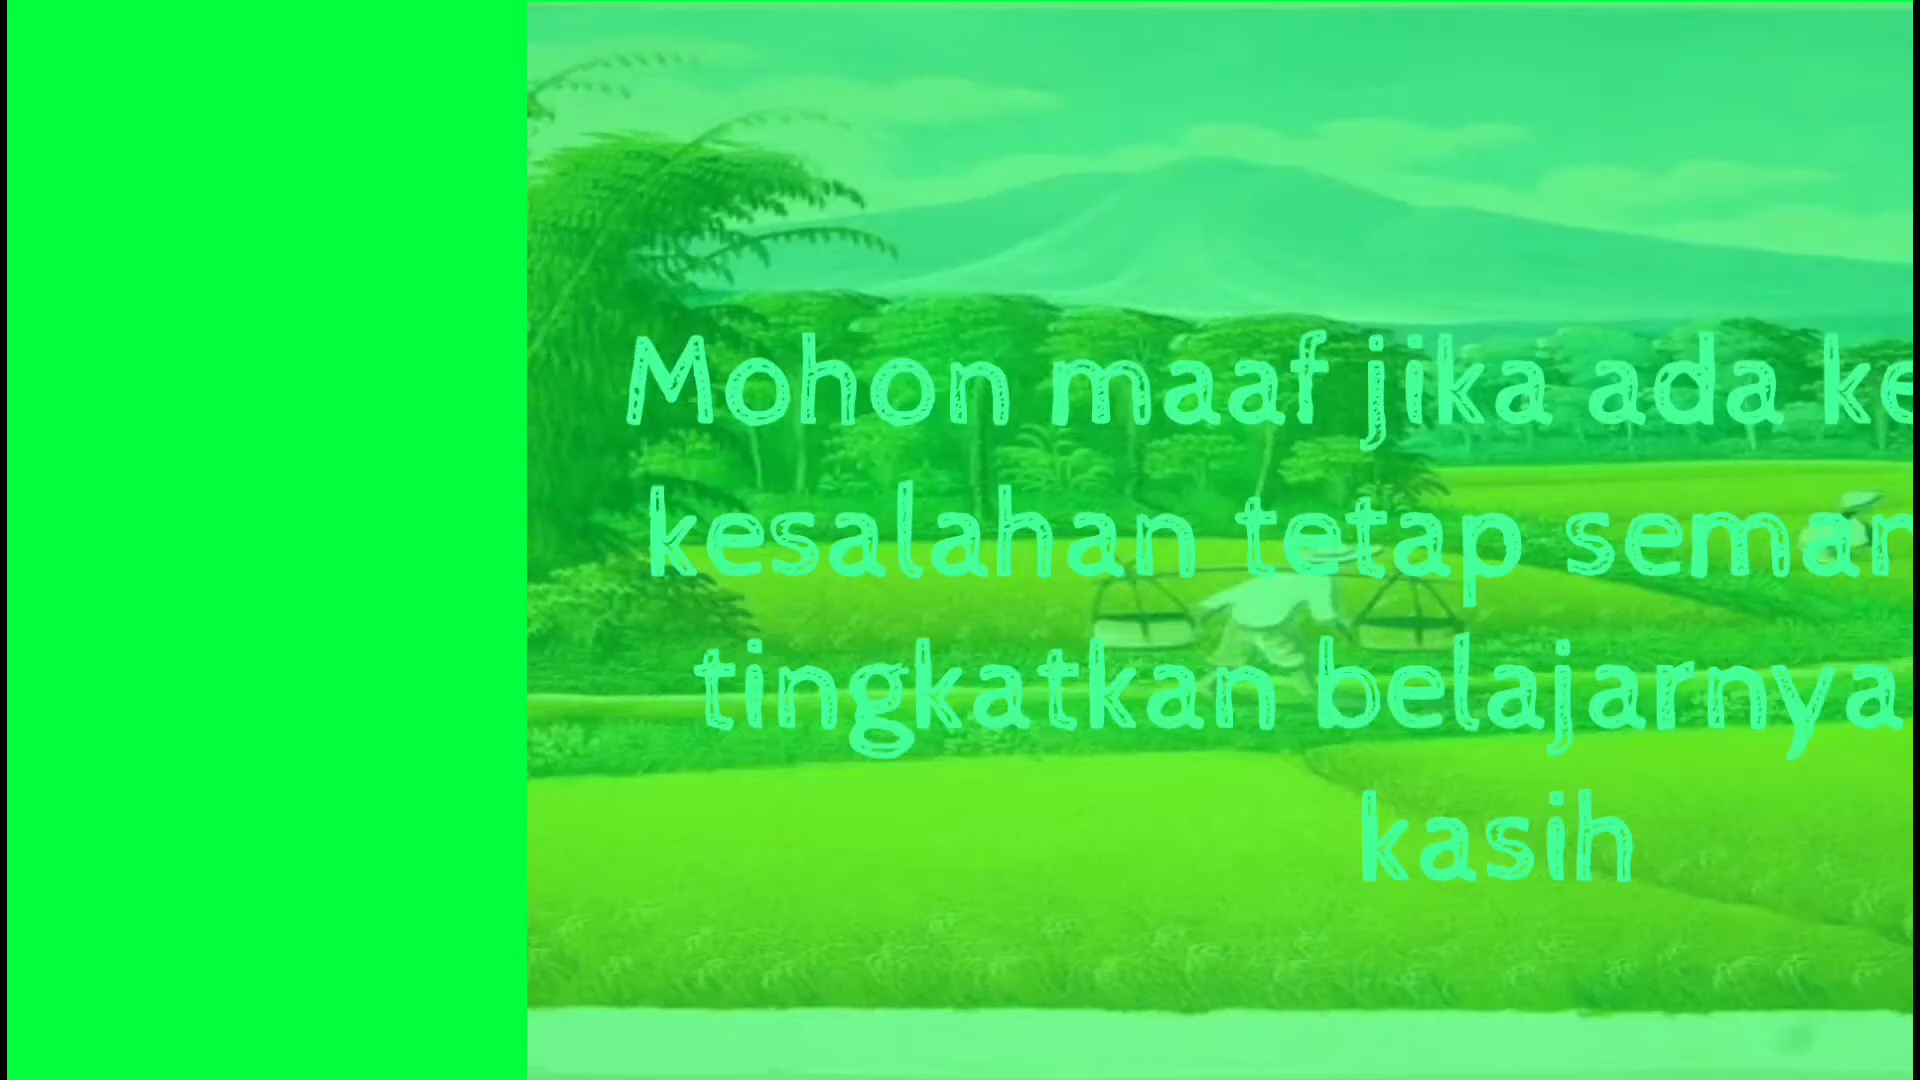 Mohon maaf jika ada ke
kesalahan tetap seman
tingkatkan belajarnya
kasih